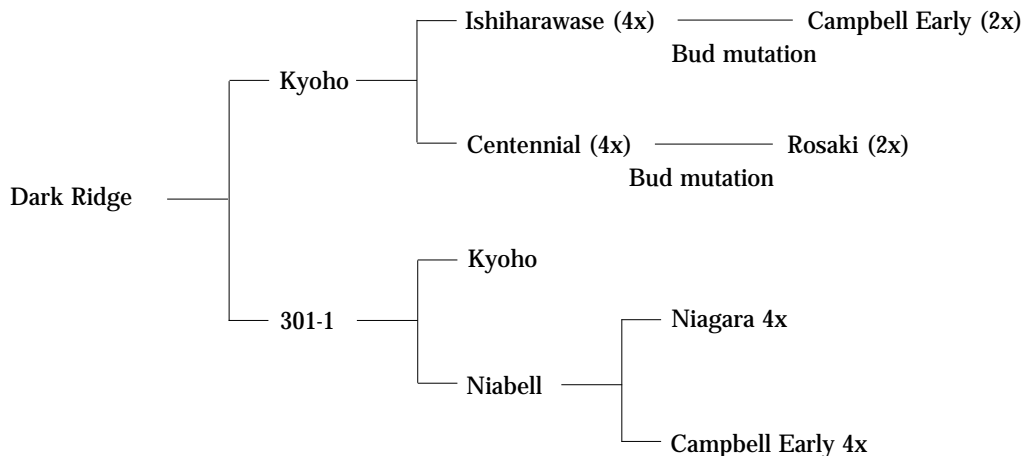 Ishiharawase (4x) Campbell Early (2x)
Bud mutation
Kyoho
Centennial (4x) Rosaki (2x)
Bud mutation
Dark Ridge
Kyoho
301-1
Niagara 4x
Niabell
Campbell Early 4x